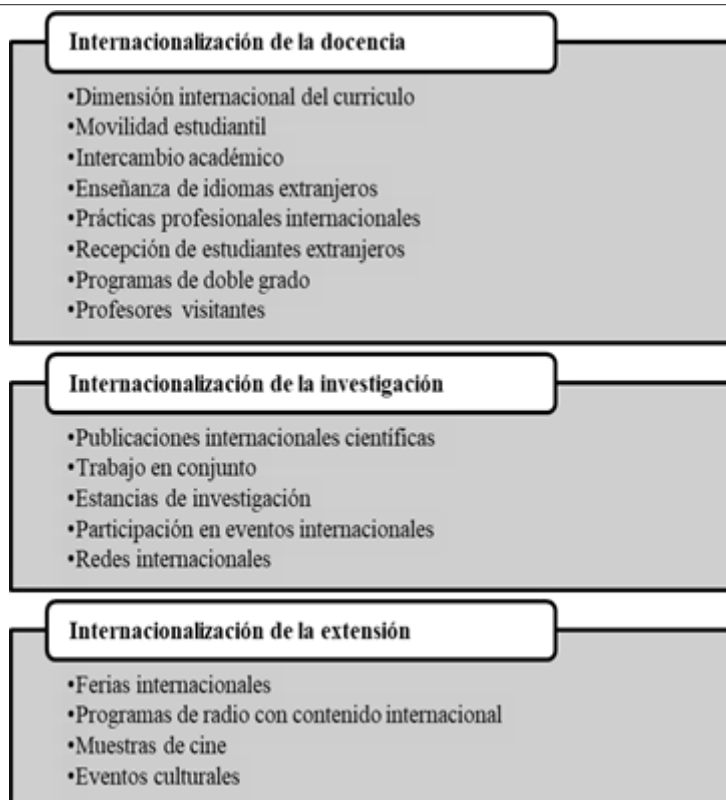 Internacionalización de la docencia
•Dimensión internacional del curriculo
•Movilidad estudiantil
•Intercambio académico
•Enseñanza de idiomas extranjeros
•Prácticas profesionales internacionales
•Recepción de estudiantes extranjeros
•Programas de doble grado
•Profesores visitantes
Internacionalización de la investigación
•Publicaciones internacionales científicas
•Trabajo en conjunto
•Estancias de investigación
•Participación en eventos internacionales
•Redes internacionales
Internacionalización de la extensión
•Ferias internacionales
•Programas de radio con contenido internacional
•Muestras de cine
•Eventos culturales